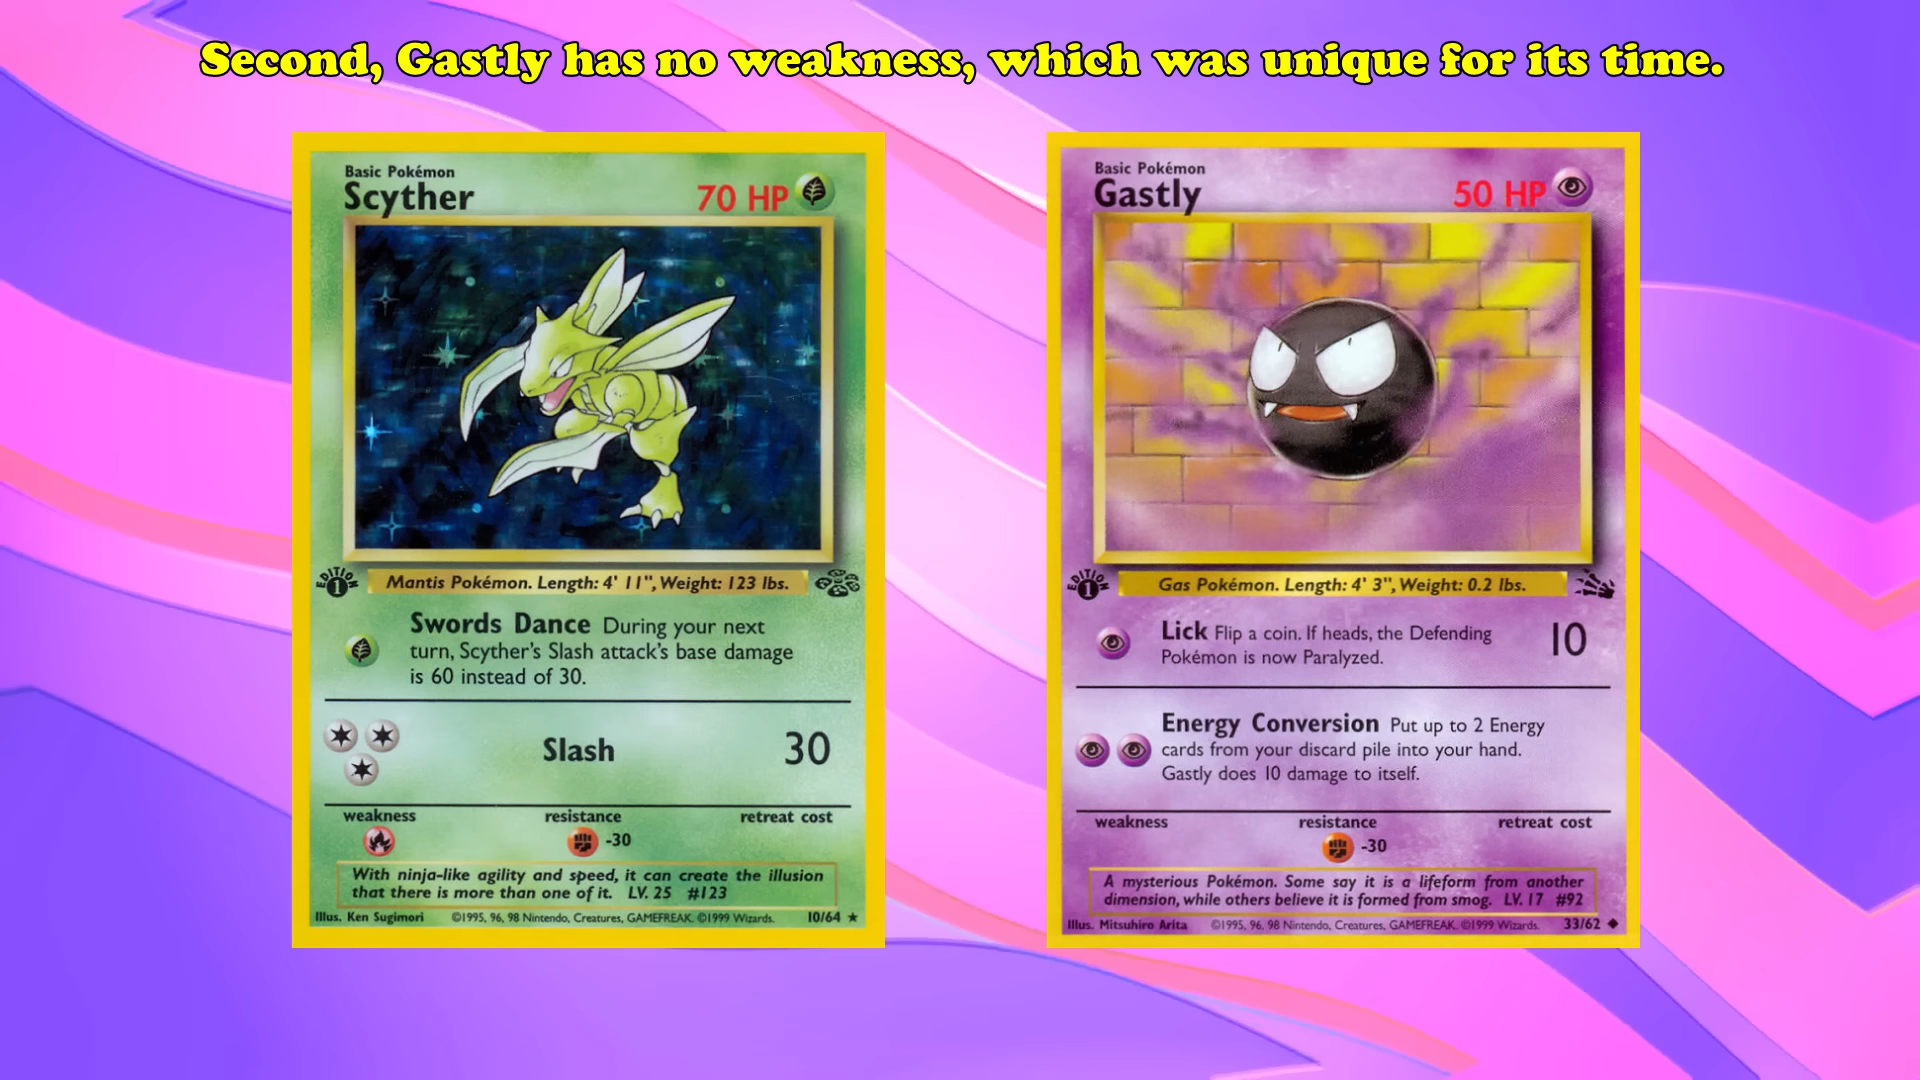 Second, Gastly has no weakness, which was unique for its time.
Basic Pokémon
Scyther
70 HP
EDITION
1
Mantis Pokémon. Length: 4' 11", Weight: 123 lbs.
Swords Dance During your next
turn, Scyther's Slash attack's base damage
is 60 instead of 30.
Slash 30
weakness resistance retreat cost
-30
With ninja-like agility and speed, it can create the illusion
that there is more than one of it. LV. 25 #123
Illus. Ken Sugimori ©1995, 96, 98 Nintendo, Creatures, GAMEFREAK. ©1999 Wizards. 10/64 ★
Basic Pokémon
Gastly
50 HP
EDITION
1
Gas Pokémon. Length: 4' 3", Weight: 0.2 lbs.
Lick Flip a coin. If heads, the Defending
Pokémon is now Paralyzed.
10
Energy Conversion Put up to 2 Energy
cards from your discard pile into your hand.
Gastly does 10 damage to itself.
weakness resistance retreat cost
-30
A mysterious Pokémon. Some say it is a lifeform from another
dimension, while others believe it is formed from smog. LV. 17 #92
Illus. Mitsuhiro Arita ©1995, 96, 98 Nintendo, Creatures, GAMEFREAK. ©1999 Wizards. 33/62 ◆